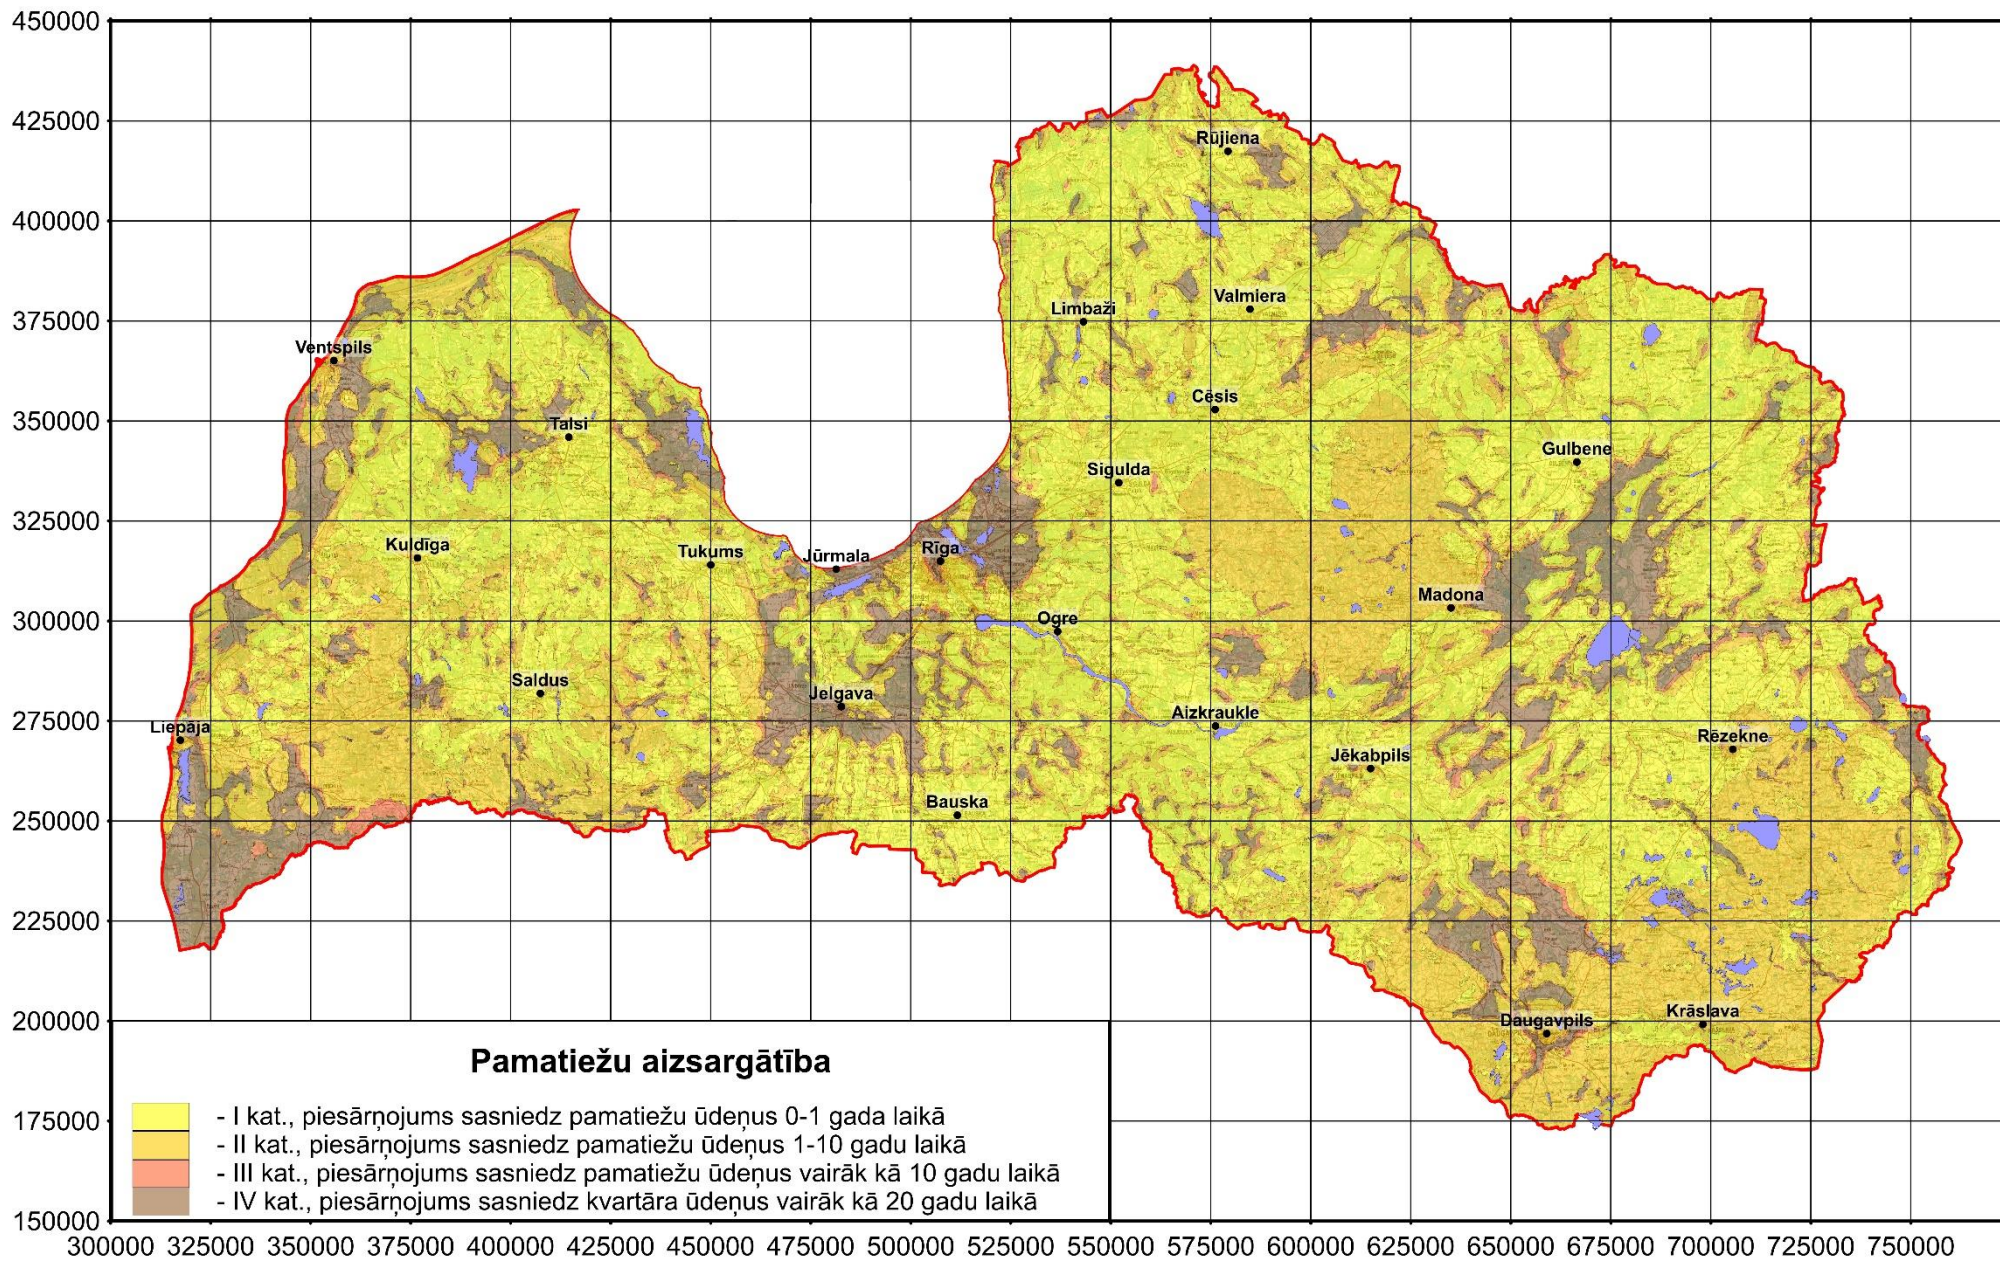 450000
425000
400000
375000
350000
325000
300000
275000
250000
225000
200000
175000
150000
300000 325000 350000 375000 400000 425000 450000 475000 500000 525000 550000 575000 600000 625000 650000 675000 700000 725000 750000
Rūjiena
Valmiera
Limbaži
Ventspils
Cēsis
Talsi
Gulbene
Sigulda
Kuldīga
Tukums
Jūrmala
Rīga
Madona
Ogre
Saldus
Jelgava
Liepāja
Aizkraukle
Rēzekne
Jēkabpils
Bauska
Krāslava
Daugavpils
Pamatiežu aizsargātība
- I kat., piesārņojums sasniedz pamatiežu ūdeņus 0-1 gada laikā
- II kat., piesārņojums sasniedz pamatiežu ūdeņus 1-10 gadu laikā
- III kat., piesārņojums sasniedz pamatiežu ūdeņus vairāk kā 10 gadu laikā
- IV kat., piesārņojums sasniedz kvartāra ūdeņus vairāk kā 20 gadu laikā